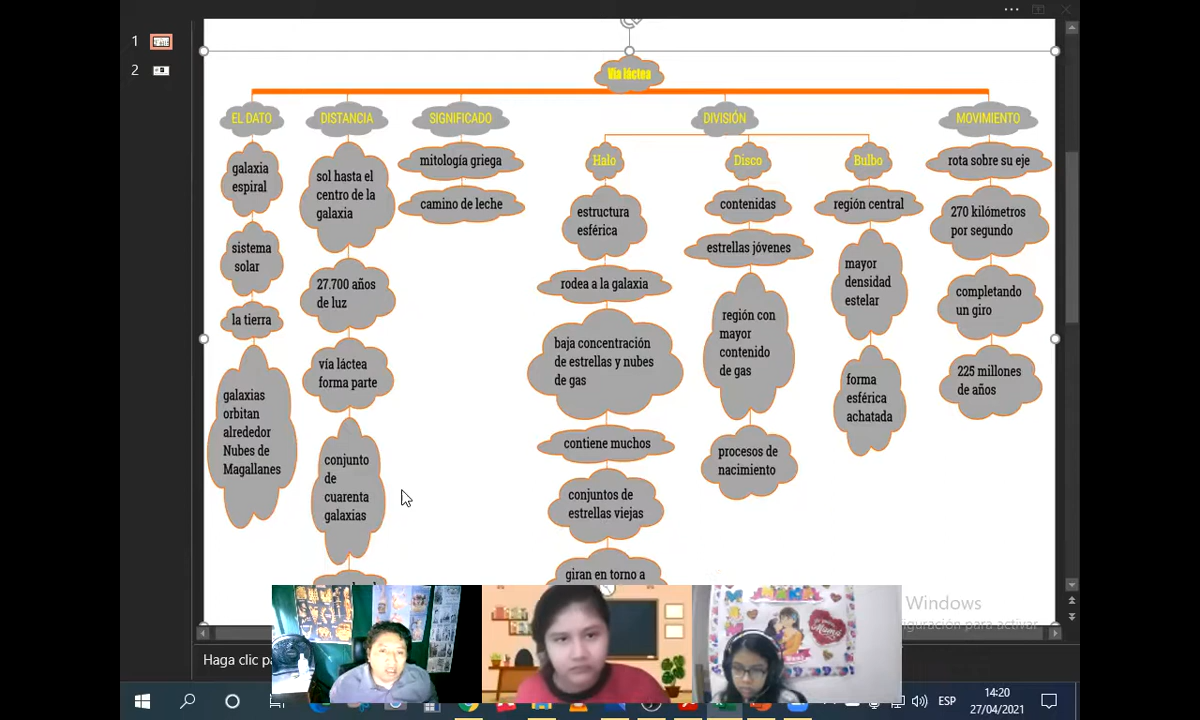 1
2
Vía láctea
EL DATO
galaxia
espiral
sistema
solar
la tierra
galaxias
orbitan
alrededor
Nubes de
Magallanes
DISTANCIA
sol hasta el
centro de la
galaxia
27.700 años
de luz
vía láctea
forma parte
conjunto
de
cuarenta
galaxias
SIGNIFICADO
mitología griega
camino de leche
DIVISIÓN
Halo
estructura
esférica
rodea a la galaxia
baja concentración
de estrellas y nubes
de gas
contiene muchos
conjuntos de
estrellas viejas
giran en torno a
Disco
contenidas
estrellas jóvenes
región con
mayor
contenido
de gas
procesos de
nacimiento
Bulbo
región central
mayor
densidad
estelar
forma
esférica
achatada
MOVIMIENTO
rota sobre su eje
270 kilómetros
por segundo
completando
un giro
225 millones
de años
Windows
para activar
Haga clic
Mamá
ESP
14:20
27/04/2021